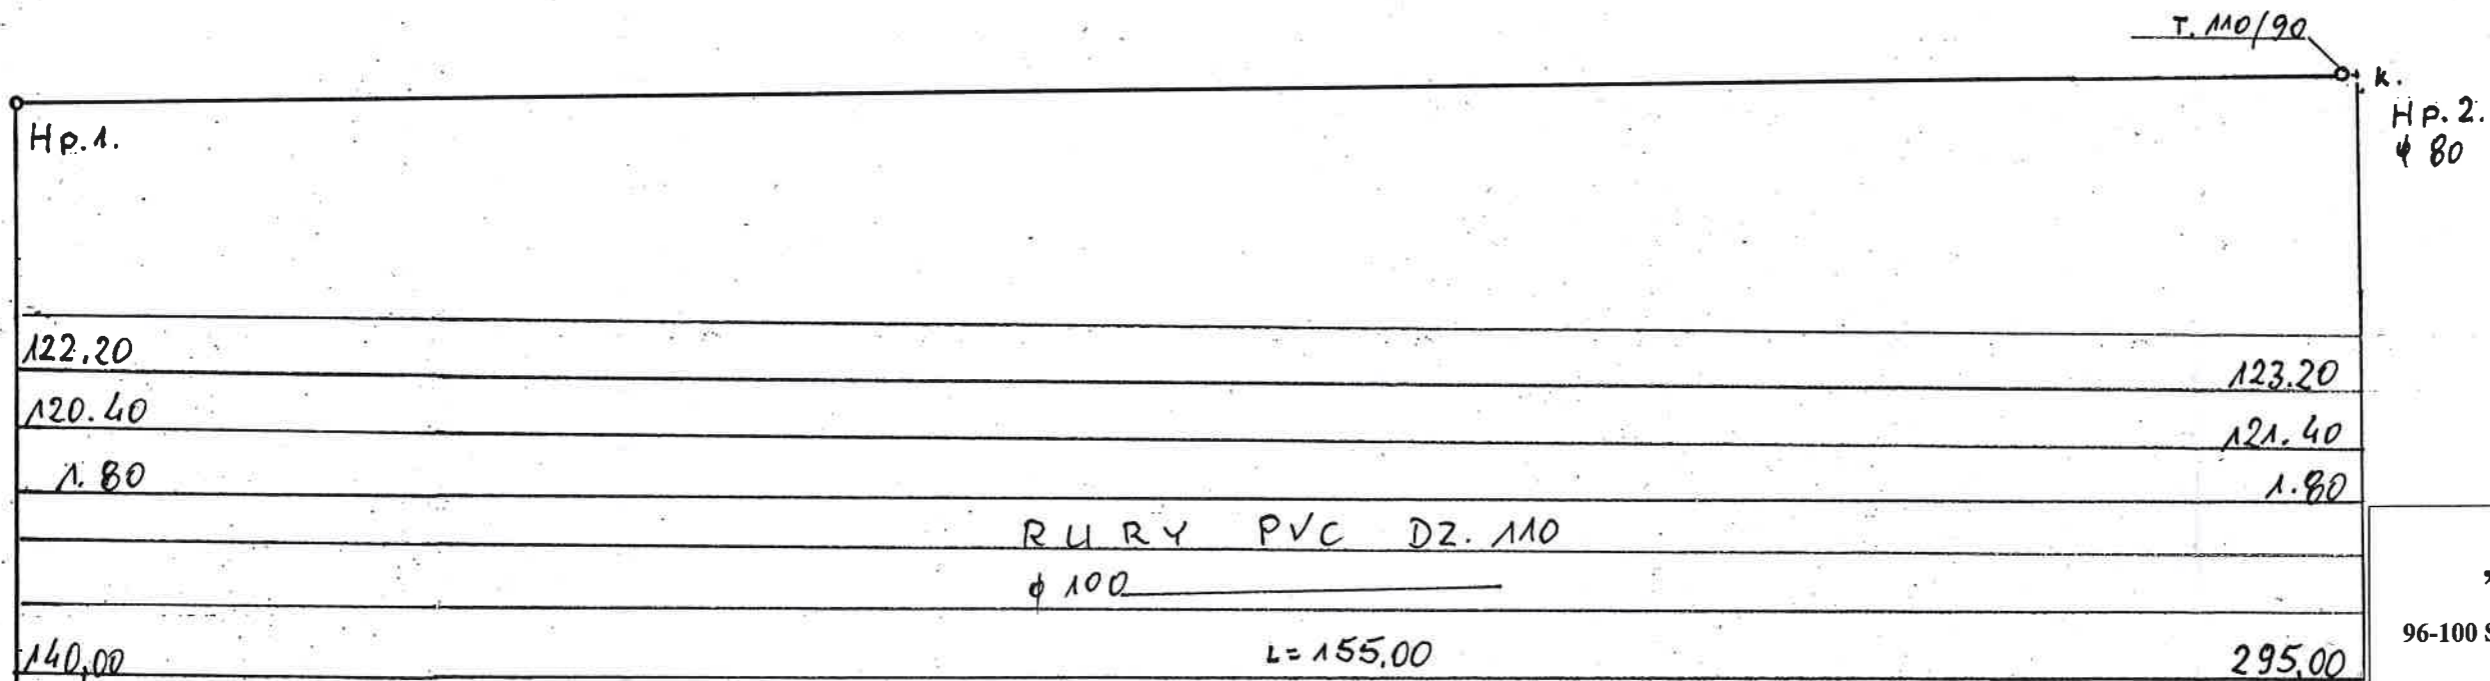 T. 110/90
K.
Hp.1.
Hp.2.
ϕ 80
122.20 123.20
120.40 121.40
1.80 1.80
RURY PVC DZ. 110
ϕ 100
140,00 L=155,00 295,00
96-100 S